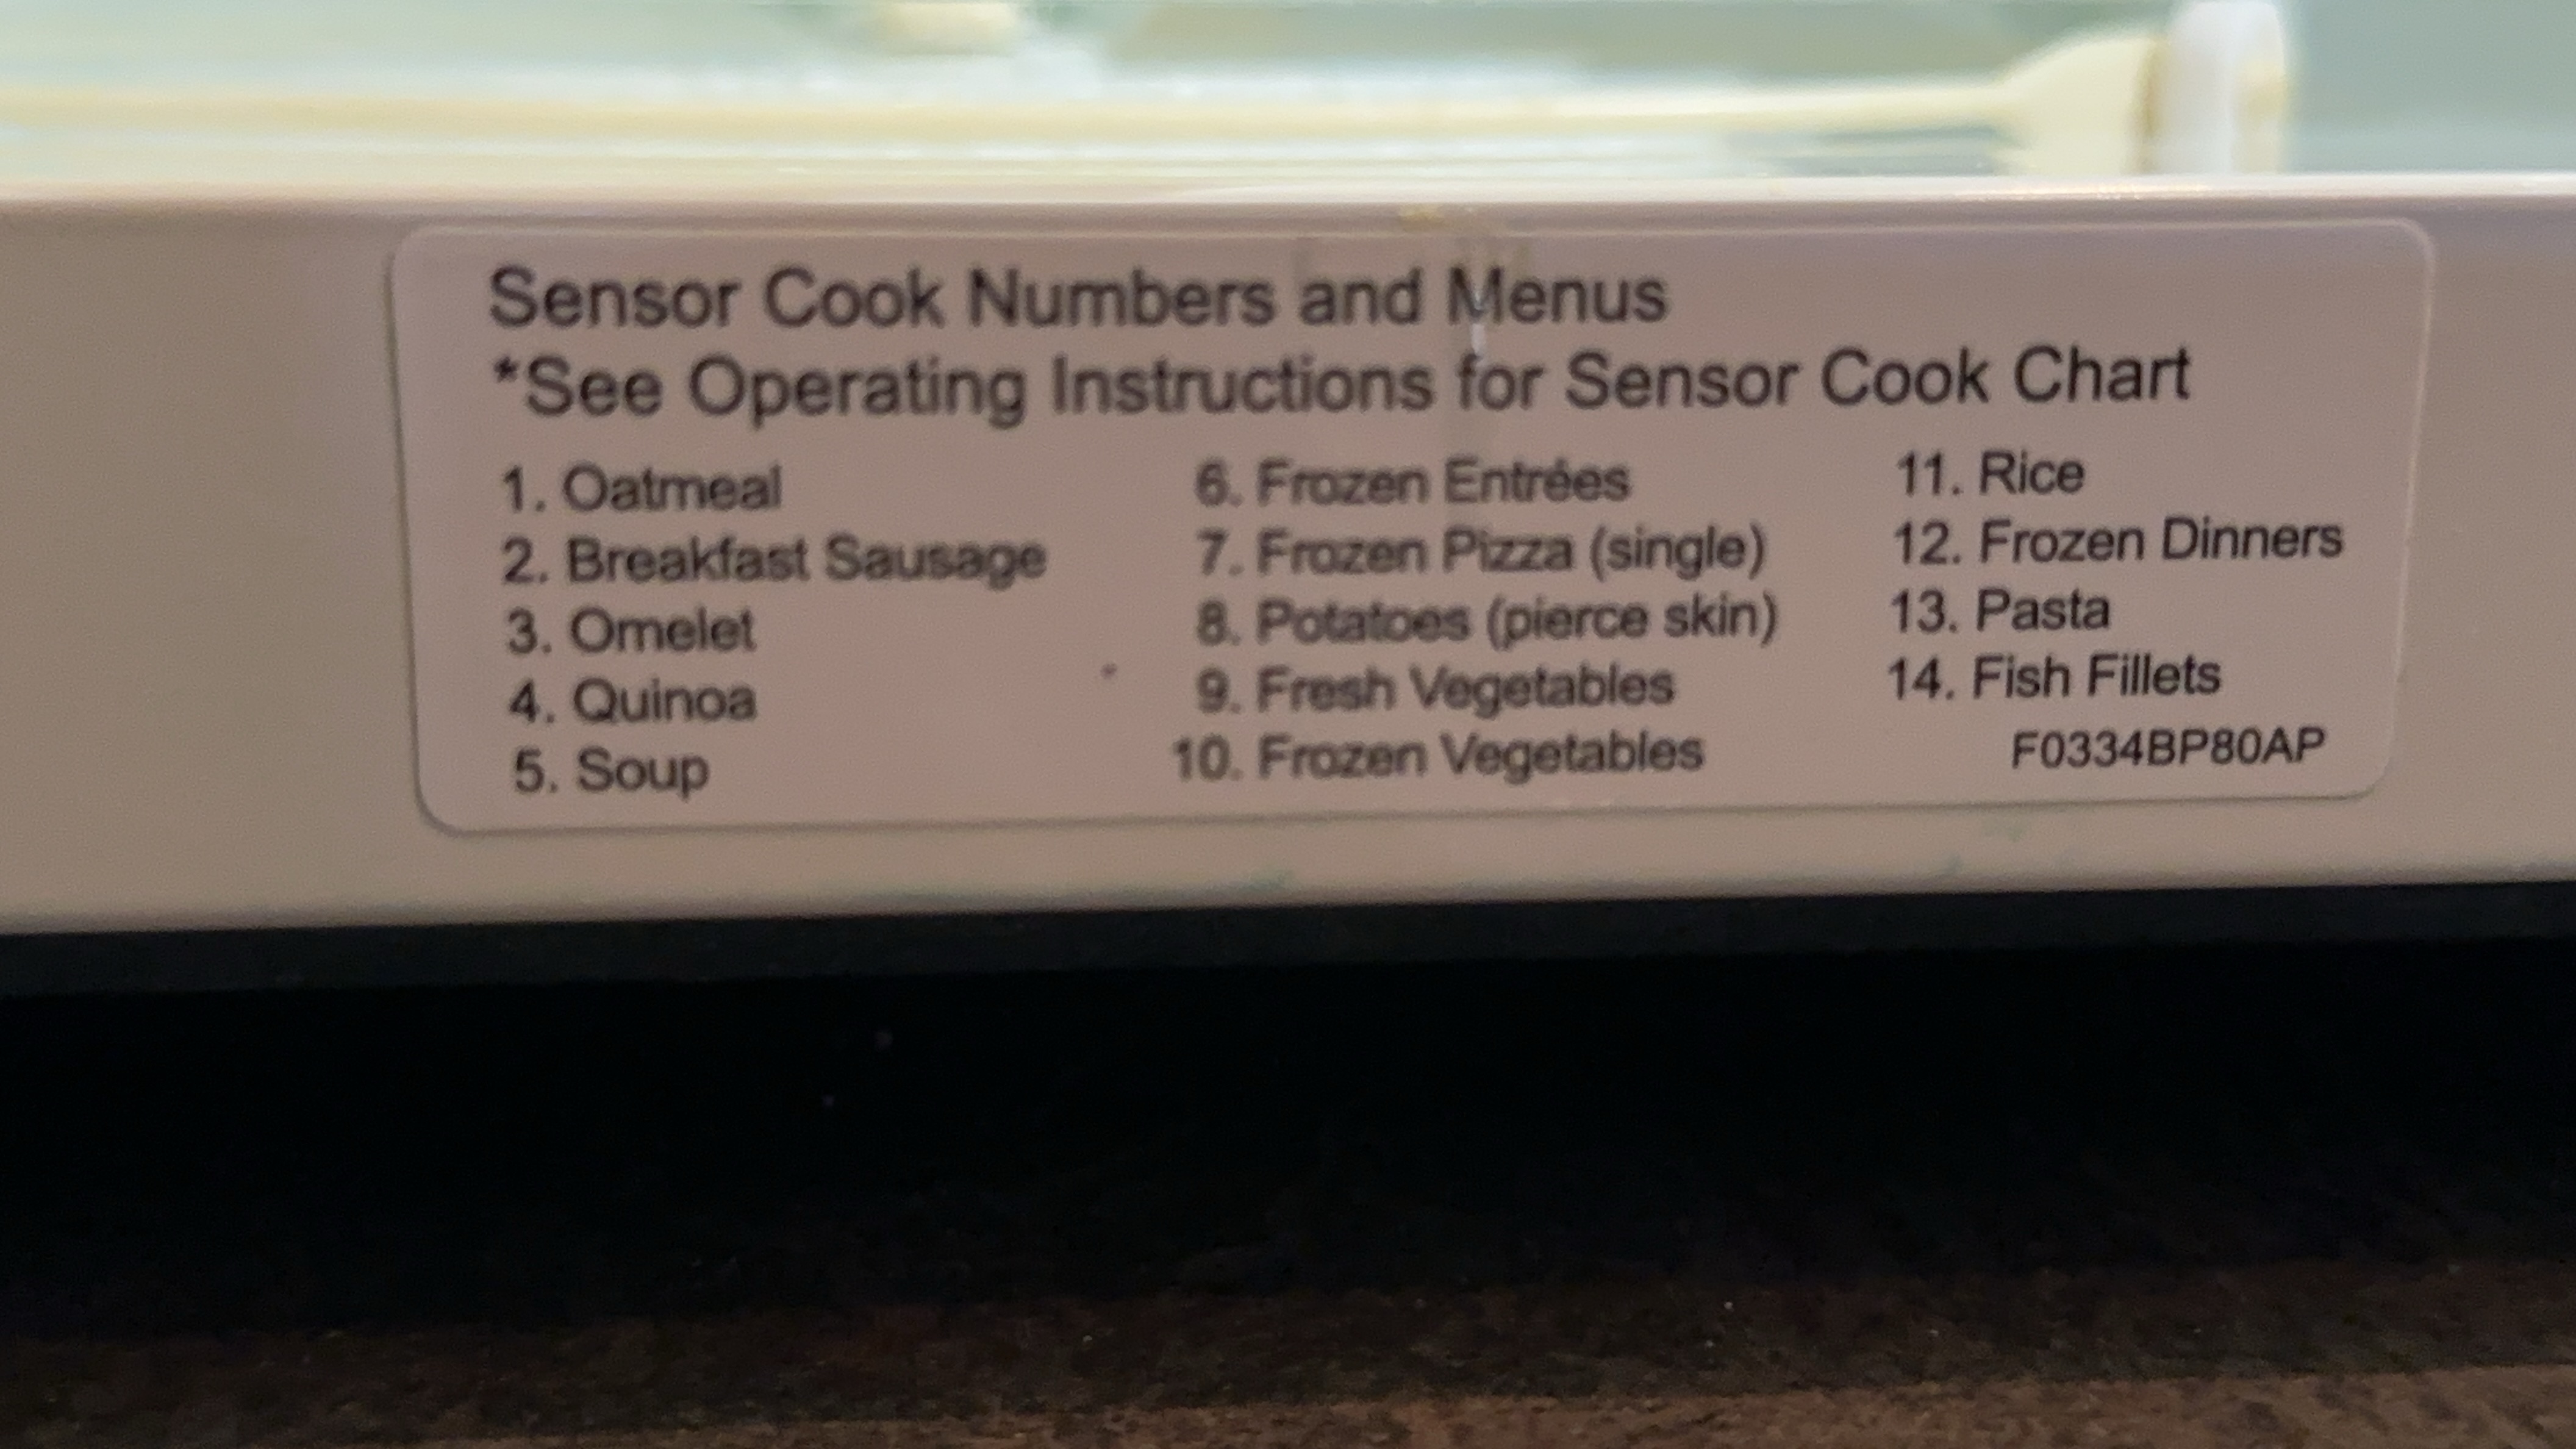 Sensor Cook Numbers and Menus
*See Operating Instructions for Sensor Cook Chart
1. Oatmeal
2. Breakfast Sausage
3. Omelet
4. Quinoa
5. Soup
6. Frozen Entrées
7. Frozen Pizza (single)
8. Potatoes (pierce skin)
9. Fresh Vegetables
10. Frozen Vegetables
11. Rice
12. Frozen Dinners
13. Pasta
14. Fish Fillets
F0334BP80AP